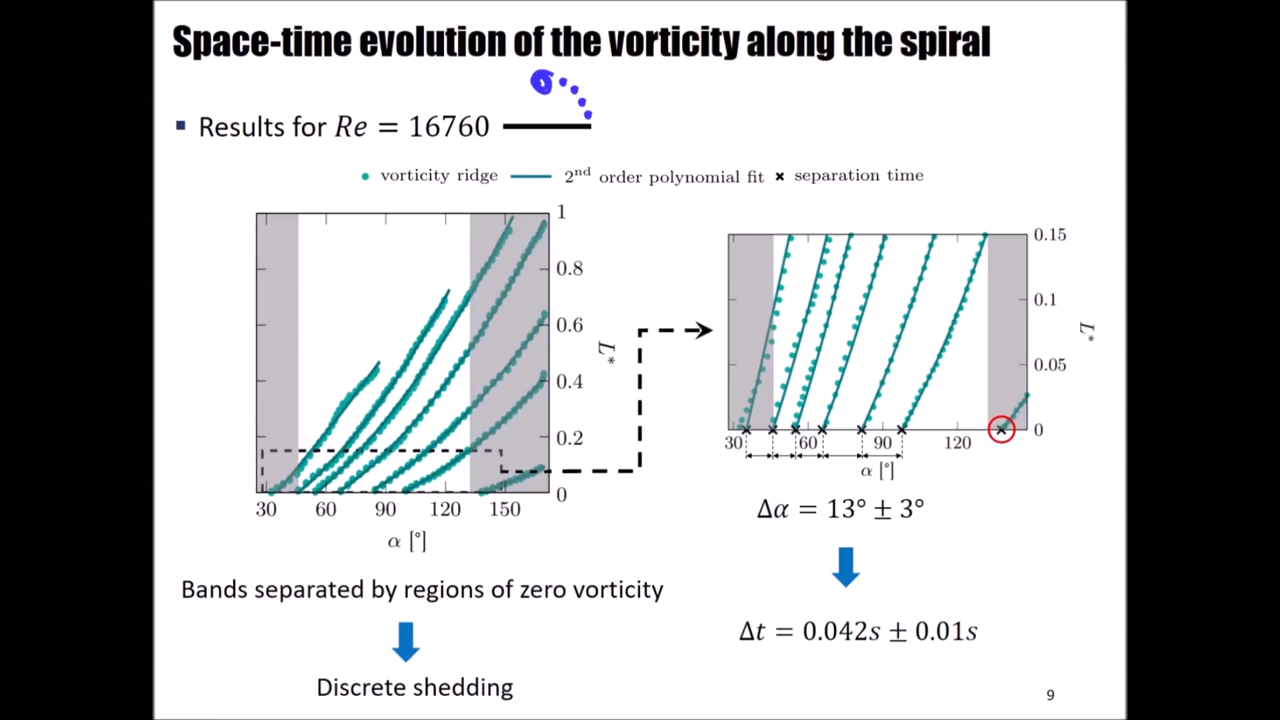 Space-time evolution of the vorticity along the spiral
▪ Results for Re = 16760
vorticity ridge 2nd order polynomial fit × separation time
1
0.8
0.6
0.4
0.2
0
L*
30 60 90 120 150
α [°]
0.15
0.1
0.05
0
L*
30 60 90 120
α [°]
Δα = 13° ± 3°
Bands separated by regions of zero vorticity
Δt = 0.042s ± 0.01s
Discrete shedding
9